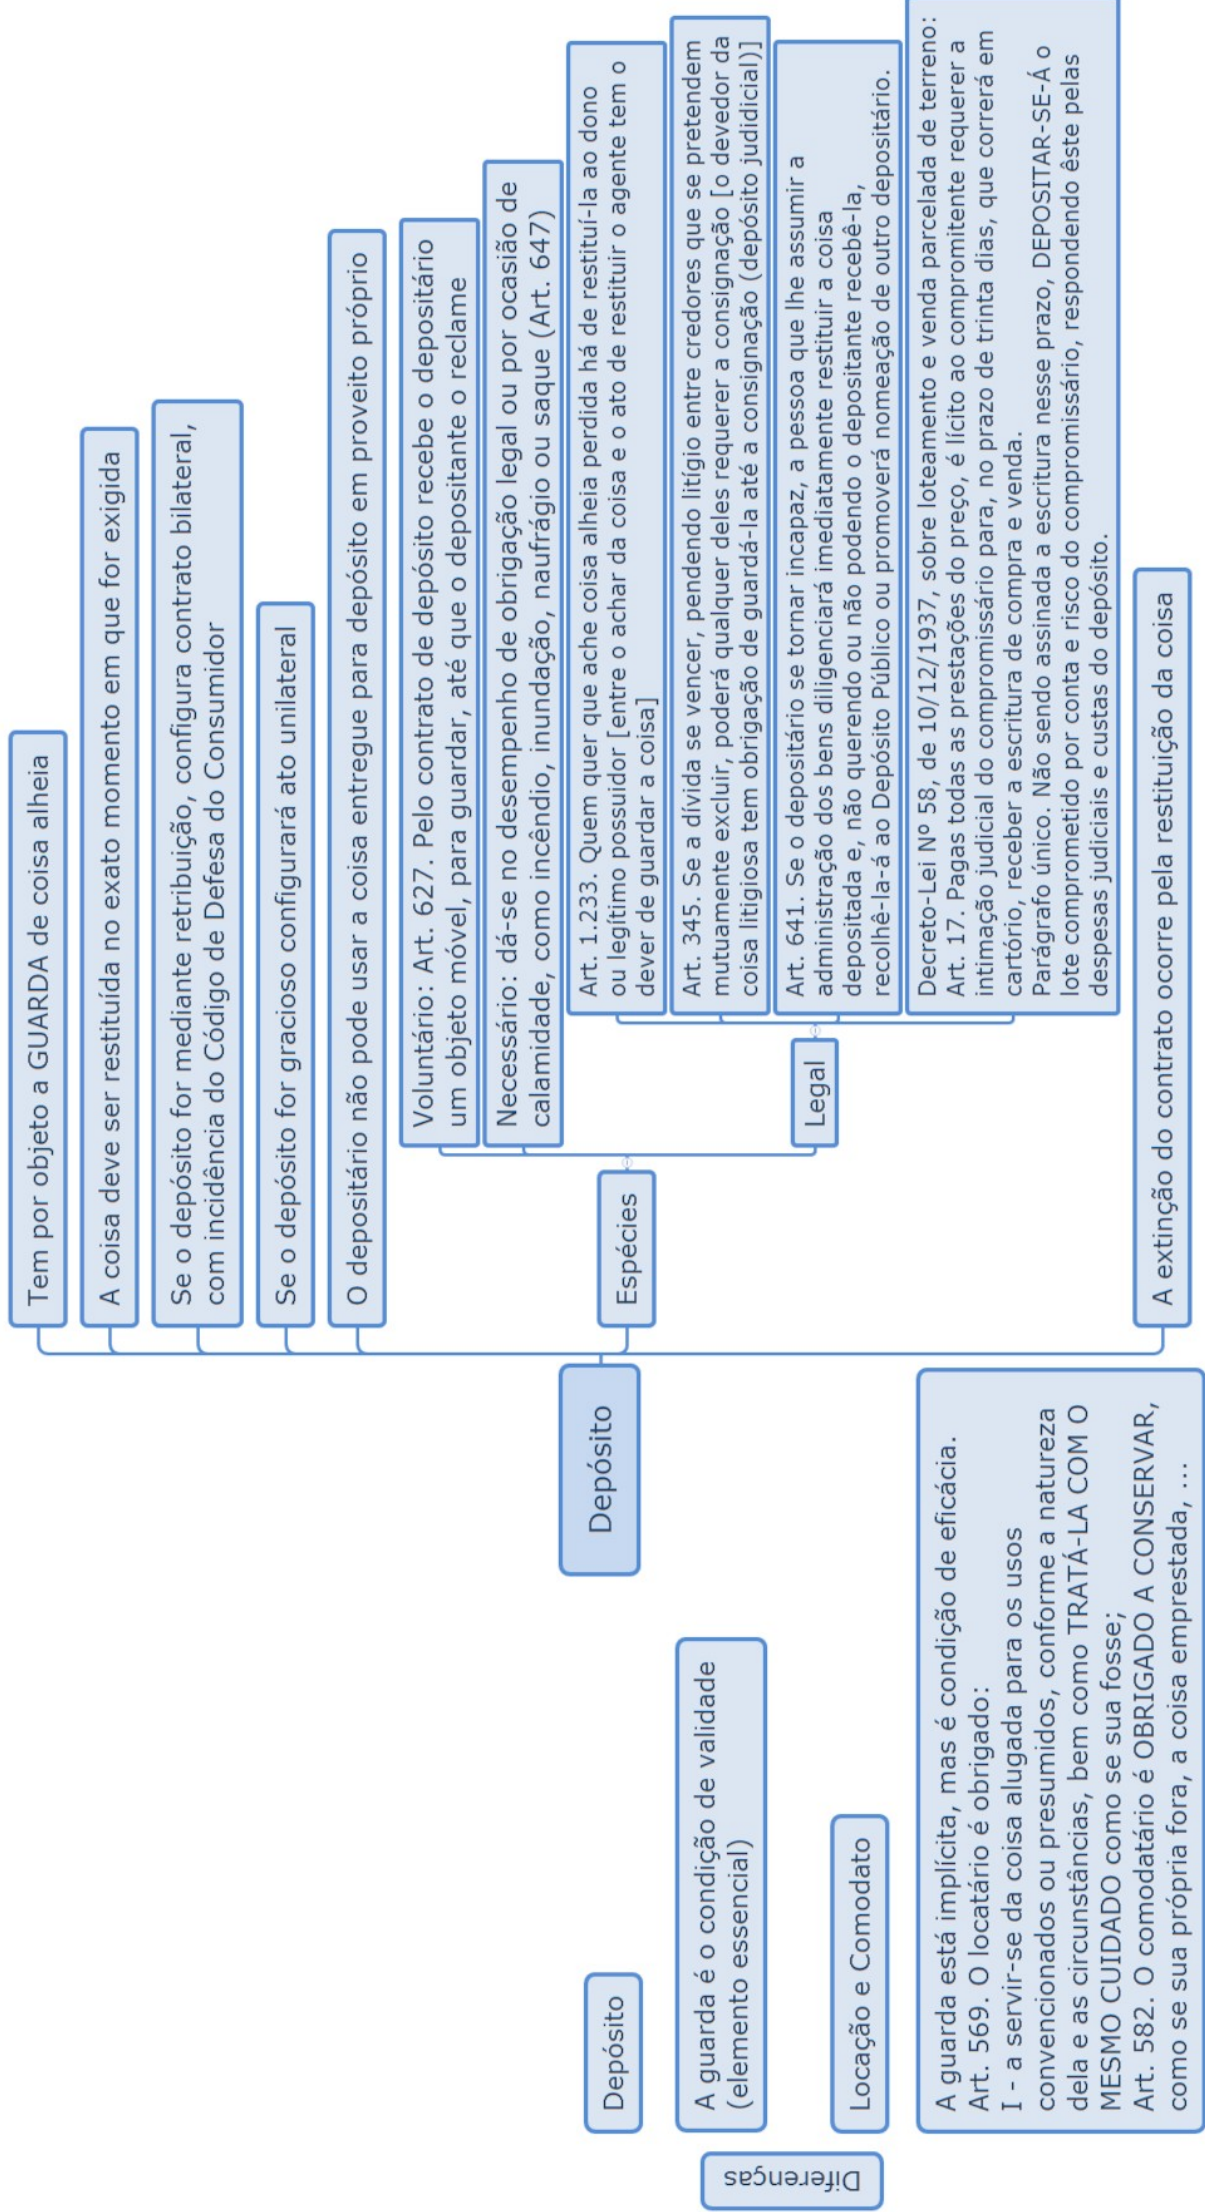 Depósito
Tem por objeto a GUARDA de coisa alheia
A coisa deve ser restituída no exato momento em que for exigida
Se o depósito for mediante retribuição, configura contrato bilateral,
com incidência do Código de Defesa do Consumidor
Se o depósito for gracioso configurará ato unilateral
O depositário não pode usar a coisa entregue para depósito em proveito próprio
Espécies
Voluntário: Art. 627. Pelo contrato de depósito recebe o depositário
um objeto móvel, para guardar, até que o depositante o reclame
Necessário: dá-se no desempenho de obrigação legal ou por ocasião de
calamidade, como incêndio, inundação, naufrágio ou saque (Art. 647)
Legal
Art. 1.233. Quem quer que ache coisa alheia perdida há de restituí-la ao dono
ou legítimo possuidor [entre o achar da coisa e o ato de restituir o agente tem o
dever de guardar a coisa]
Art. 345. Se a dívida se vencer, pendendo litígio entre credores que se pretendem
mutuamente excluir, poderá qualquer deles requerer a consignação [o devedor da
coisa litigiosa tem obrigação de guardá-la até a consignação (depósito judidicial)]
Art. 641. Se o depositário se tornar incapaz, a pessoa que lhe assumir a
administração dos bens diligenciará imediatamente restituir a coisa
depositada e, não querendo ou não podendo o depositante recebê-la,
recolhê-la-á ao Depósito Público ou promoverá nomeação de outro depositário.
Decreto-Lei Nº 58, de 10/12/1937, sobre loteamento e venda parcelada de terreno:
Art. 17. Pagas todas as prestações do preço, é lícito ao compromitente requerer a
intimação judicial do compromissário para, no prazo de trinta dias, que correrá em
cartório, receber a escritura de compra e venda.
Parágrafo único. Não sendo assinada a escritura nesse prazo, DEPOSITAR-SE-Á o
lote comprometido por conta e risco do compromissário, respondendo êste pelas
despesas judiciais e custas do depósito.
A extinção do contrato ocorre pela restituição da coisa
Diferenças
Depósito
A guarda é o condição de validade
(elemento essencial)
Locação e Comodato
A guarda está implícita, mas é condição de eficácia.
Art. 569. O locatário é obrigado:
I - a servir-se da coisa alugada para os usos
convencionados ou presumidos, conforme a natureza
dela e as circunstâncias, bem como TRATÁ-LA COM O
MESMO CUIDADO como se sua fosse;
Art. 582. O comodatário é OBRIGADO A CONSERVAR,
como se sua própria fora, a coisa emprestada, ...